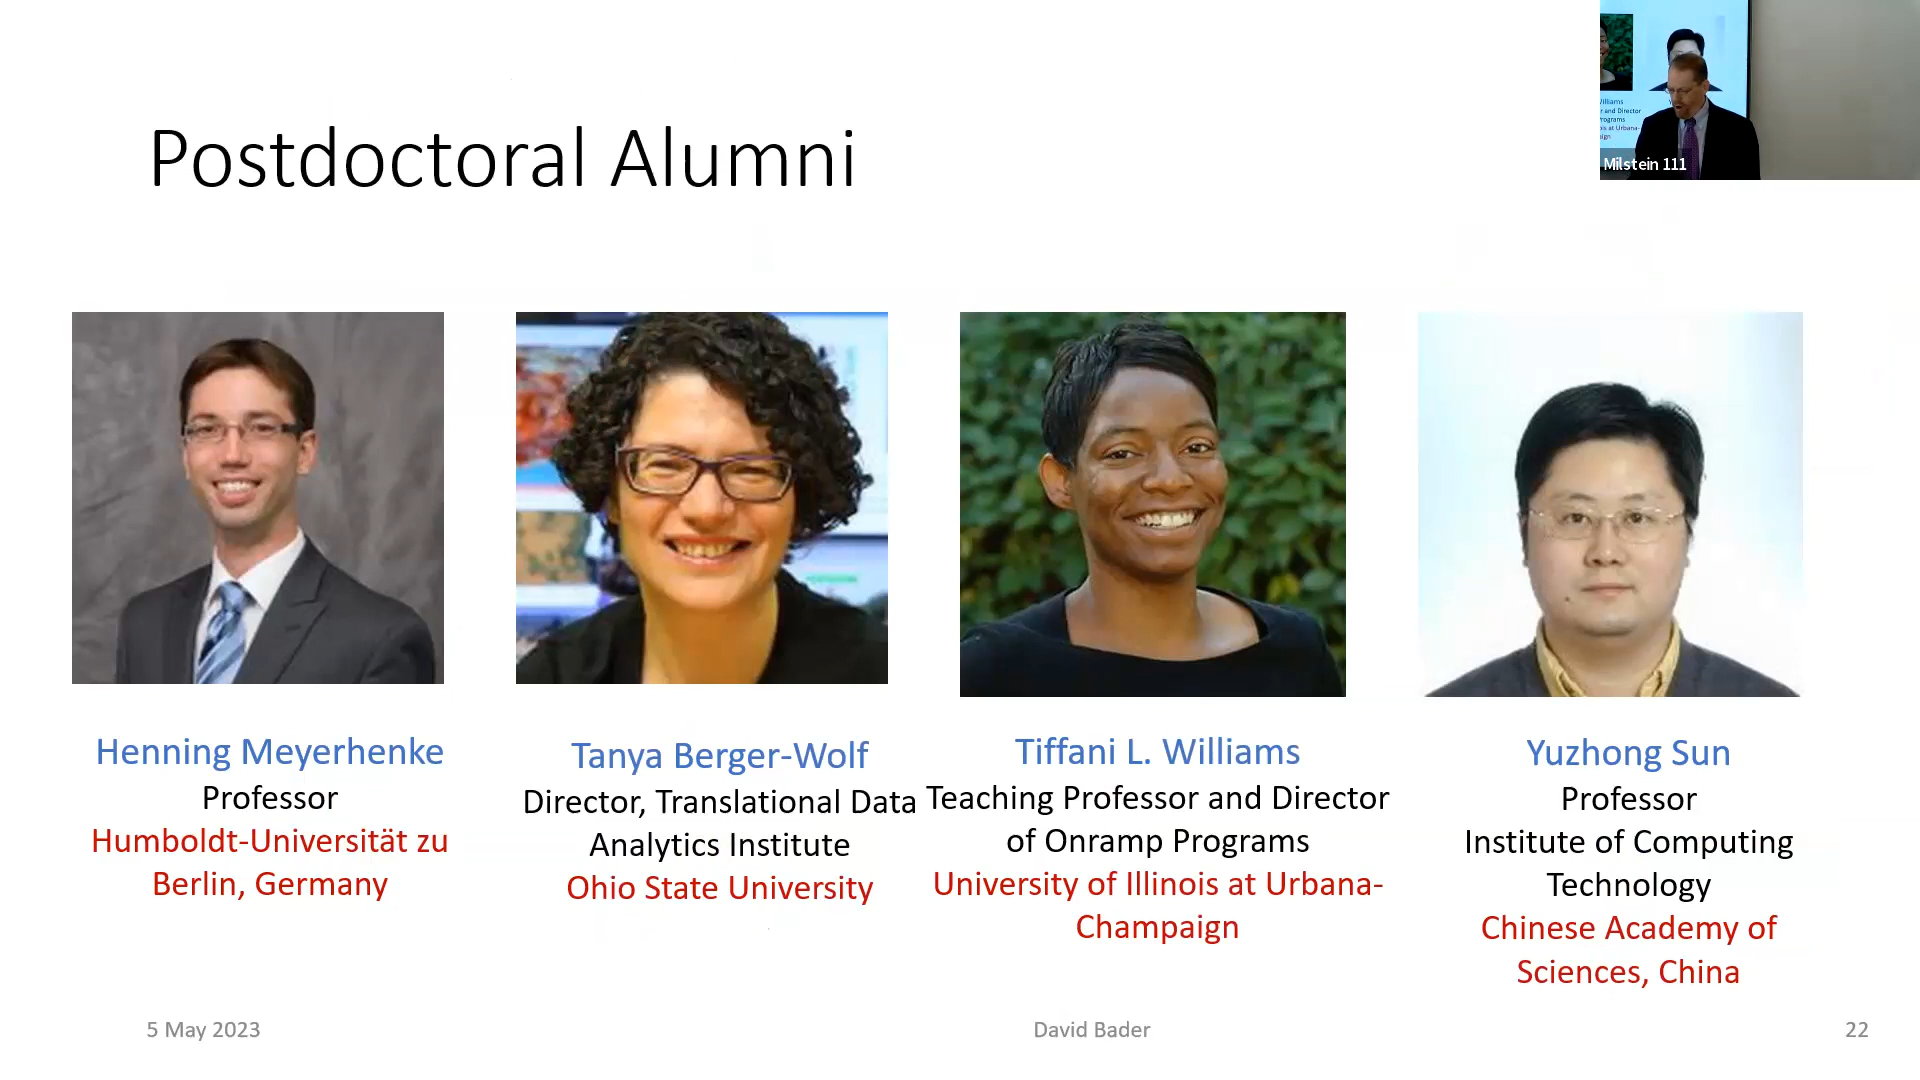 Postdoctoral Alumni
Milstein 111
Henning Meyerhenke
Professor
Humboldt-Universität zu
Berlin, Germany
Tanya Berger-Wolf
Director, Translational Data
Analytics Institute
Ohio State University
Tiffani L. Williams
Teaching Professor and Director
of Onramp Programs
University of Illinois at Urbana-
Champaign
Yuzhong Sun
Professor
Institute of Computing
Technology
Chinese Academy of
Sciences, China
5 May 2023
David Bader
22